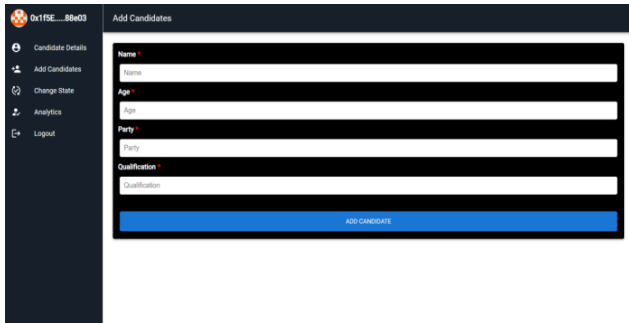 0x1f5E.....88e03
Add Candidates
Candidate Details
Add Candidates
Change State
Analytics
Logout
Name *
Name
Age *
Age
Party *
Party
Qualification *
Qualification
ADD CANDIDATE